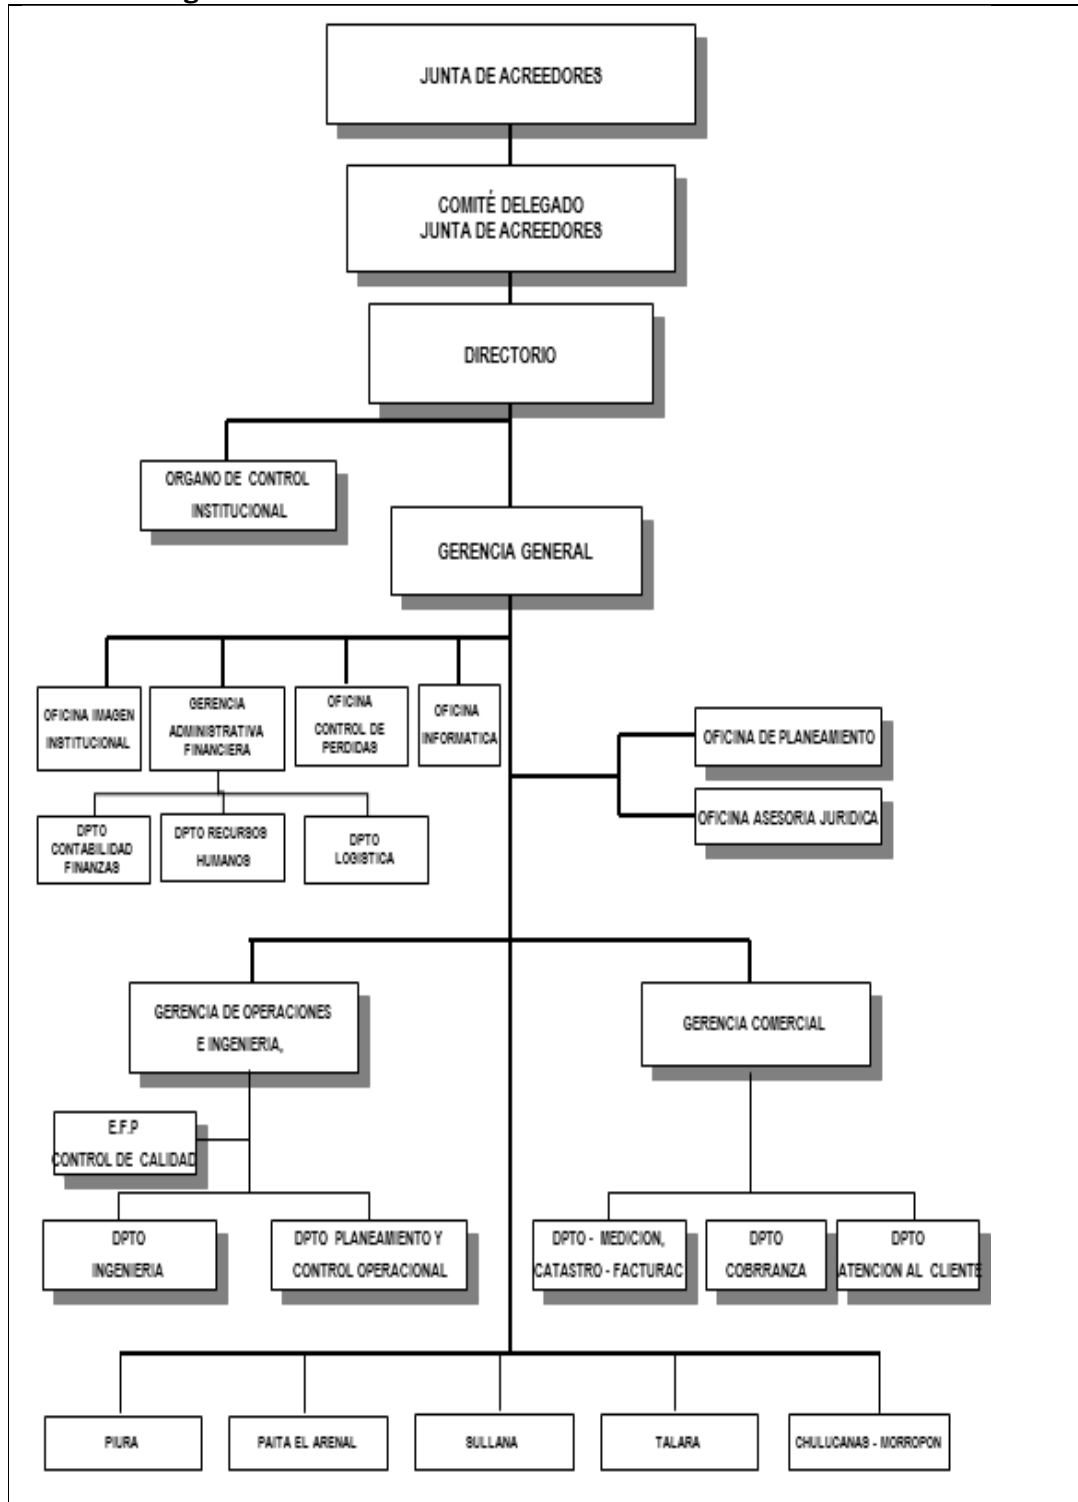 JUNTA DE ACREEDORES
COMITÉ DELEGADO
JUNTA DE ACREEDORES
DIRECTORIO
ORGANO DE CONTROL
INSTITUCIONAL
GERENCIA GENERAL
OFICINA IMAGEN
INSTITUCIONAL
GERENCIA
ADMINISTRATIVA
FINANCIERA
OFICINA
CONTROL DE
PERDIDAS
OFICINA
INFORMATICA
OFICINA DE PLANEAMIENTO
OFICINA ASESORIA JURIDICA
DPTO
CONTABILIDAD
FINANZAS
DPTO RECURSOS
HUMANOS
DPTO
LOGISTICA
GERENCIA DE OPERACIONES
E INGENIERIA,
GERENCIA COMERCIAL
E.F.P
CONTROL DE CALIDAD
DPTO
INGENIERIA
DPTO PLANEAMIENTO Y
CONTROL OPERACIONAL
DPTO - MEDICION,
CATASTRO - FACTURAC
DPTO
COBRRANZA
DPTO
ATENCION AL CLIENTE
PIURA
PAITA EL ARENAL
SULLANA
TALARA
CHULUCANAS - MORROPON